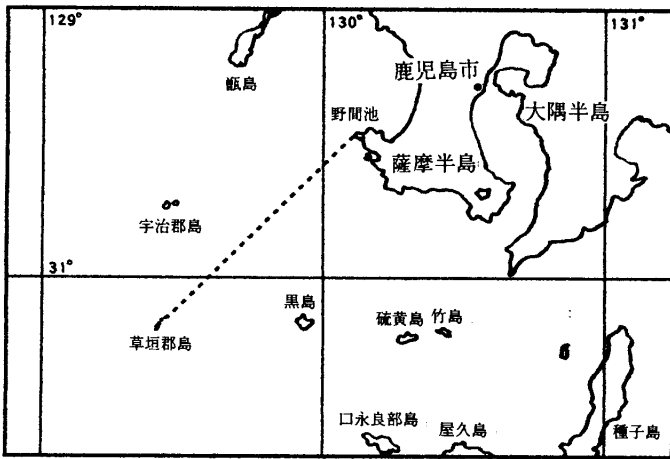 129°
130°
131°
甑島
鹿児島市
野間池
大隅半島
薩摩半島
宇治郡島
31°
草垣郡島
黒島
硫黄島
竹島
口永良部島
屋久島
種子島